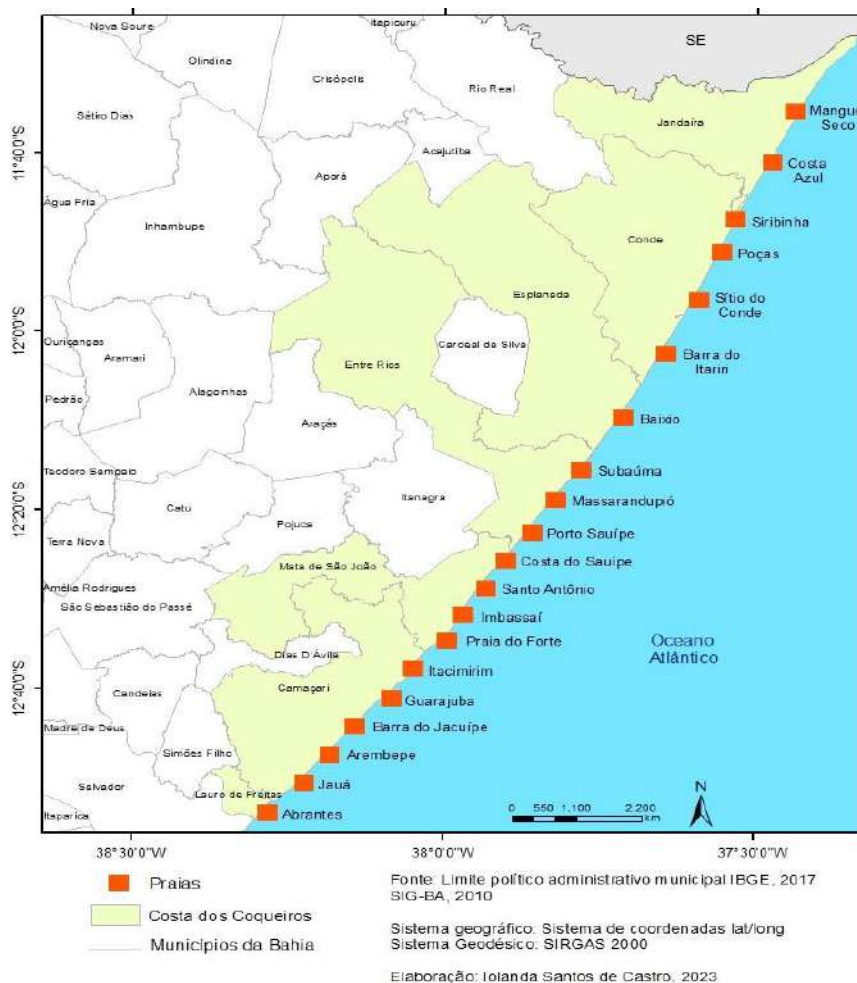 Nova Soure
Itapicuru
Olindina
Crisópolis
Rio Real
SE
Sátiro Dias
Jandaíra
Mangue
Seco
Acajutiba
Aporá
Costa
Azul
Água Fria
Inhambupe
Conde
Siribinha
Poças
Esplanada
Sítio do
Conde
Ouriçangas
Aramari
Cardeal da Silva
Entre Rios
Barra do
Itariri
Pedrão
Alagoinhas
Araçás
Baixio
Teodoro Sampaio
Subaúma
Catu
Itanagra
Massarandupió
Pojuca
Terra Nova
Porto Sauípe
Mata de São João
Costa do Sauipe
Amélia Rodrigues
São Sebastião do Passé
Santo Antônio
Imbassaí
Dias D'Ávila
Praia do Forte
Oceano
Atlântico
Candeias
Camaçari
Itacimirim
Guarajuba
Madre de Deus
Simões Filho
Barra do Jacuípe
Arembepe
Salvador
Lauro de Freitas
Jauá
Itaparica
Abrantes
N
0 550 1.100 2.200
km
11°40'0"S
12°0'0"S
12°20'0"S
12°40'0"S
38°30'0"W
38°0'0"W
37°30'0"W
Praias
Costa dos Coqueiros
Municípios da Bahia
Fonte: Limite político administrativo municipal IBGE, 2017
SIG-BA, 2010
Sistema geográfico: Sistema de coordenadas lat/long
Sistema Geodésico: SIRGAS 2000
Elaboração: Iolanda Santos de Castro, 2023